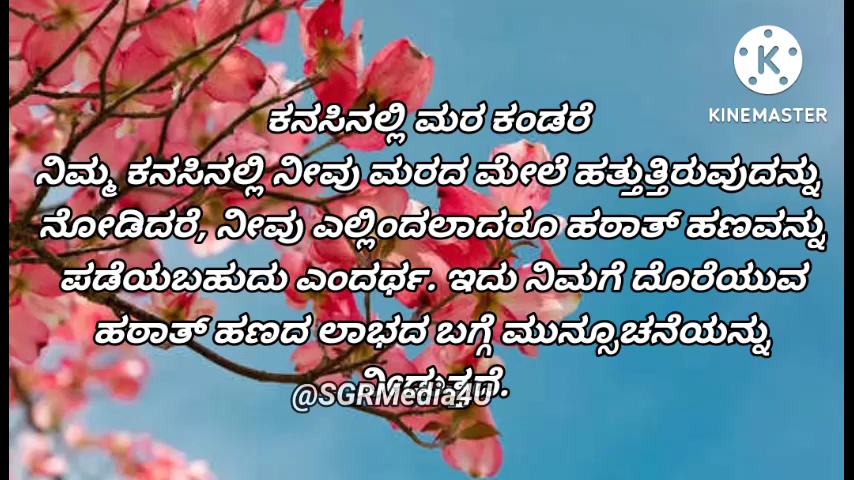 KINEMASTER
ಕನಸಿನಲ್ಲಿ ಮರ ಕಂಡರೆ
ನಿಮ್ಮ ಕನಸಿನಲ್ಲಿ ನೀವು ಮರದ ಮೇಲೆ ಹತ್ತುತ್ತಿರುವುದನ್ನು
ನೋಡಿದರೆ, ನೀವು ಎಲ್ಲಿಂದಲಾದರೂ ಹಠಾತ್ ಹಣವನ್ನು
ಪಡೆಯಬಹುದು ಎಂದರ್ಥ. ಇದು ನಿಮಗೆ ದೊರೆಯುವ
ಹಠಾತ್ ಹಣದ ಲಾಭದ ಬಗ್ಗೆ ಮುನ್ಸೂಚನೆಯನ್ನು
@SGRMedia4U